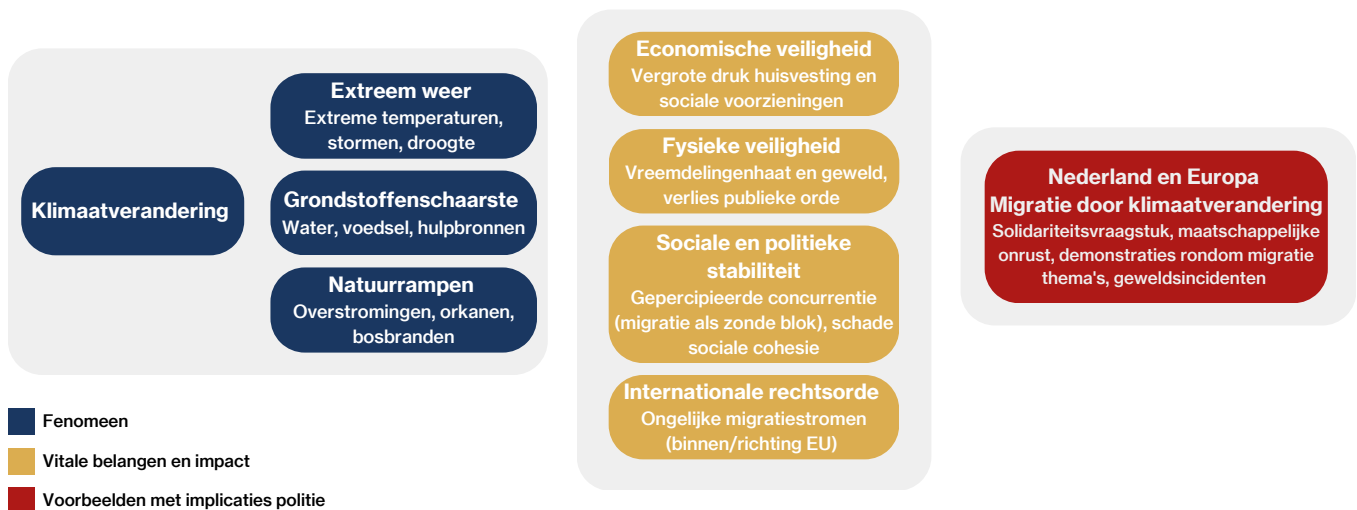 Klimaatverandering
Extreem weer
Extreme temperaturen,
stormen, droogte
Grondstoffenschaarste
Water, voedsel, hulpbronnen
Natuurrampen
Overstromingen, orkanen,
bosbranden
Economische veiligheid
Vergrote druk huisvesting en
sociale voorzieningen
Fysieke veiligheid
Vreemdelingenhaat en geweld,
verlies publieke orde
Sociale en politieke
stabiliteit
Gepercipieerde concurrentie
(migratie als zonde blok), schade
sociale cohesie
Internationale rechtsorde
Ongelijke migratiestromen
(binnen/richting EU)
Nederland en Europa
Migratie door klimaatverandering
Solidariteitsvraagstuk, maatschappelijke
onrust, demonstraties rondom migratie
thema's, geweldsincidenten
Fenomeen
Vitale belangen en impact
Voorbeelden met implicaties politie